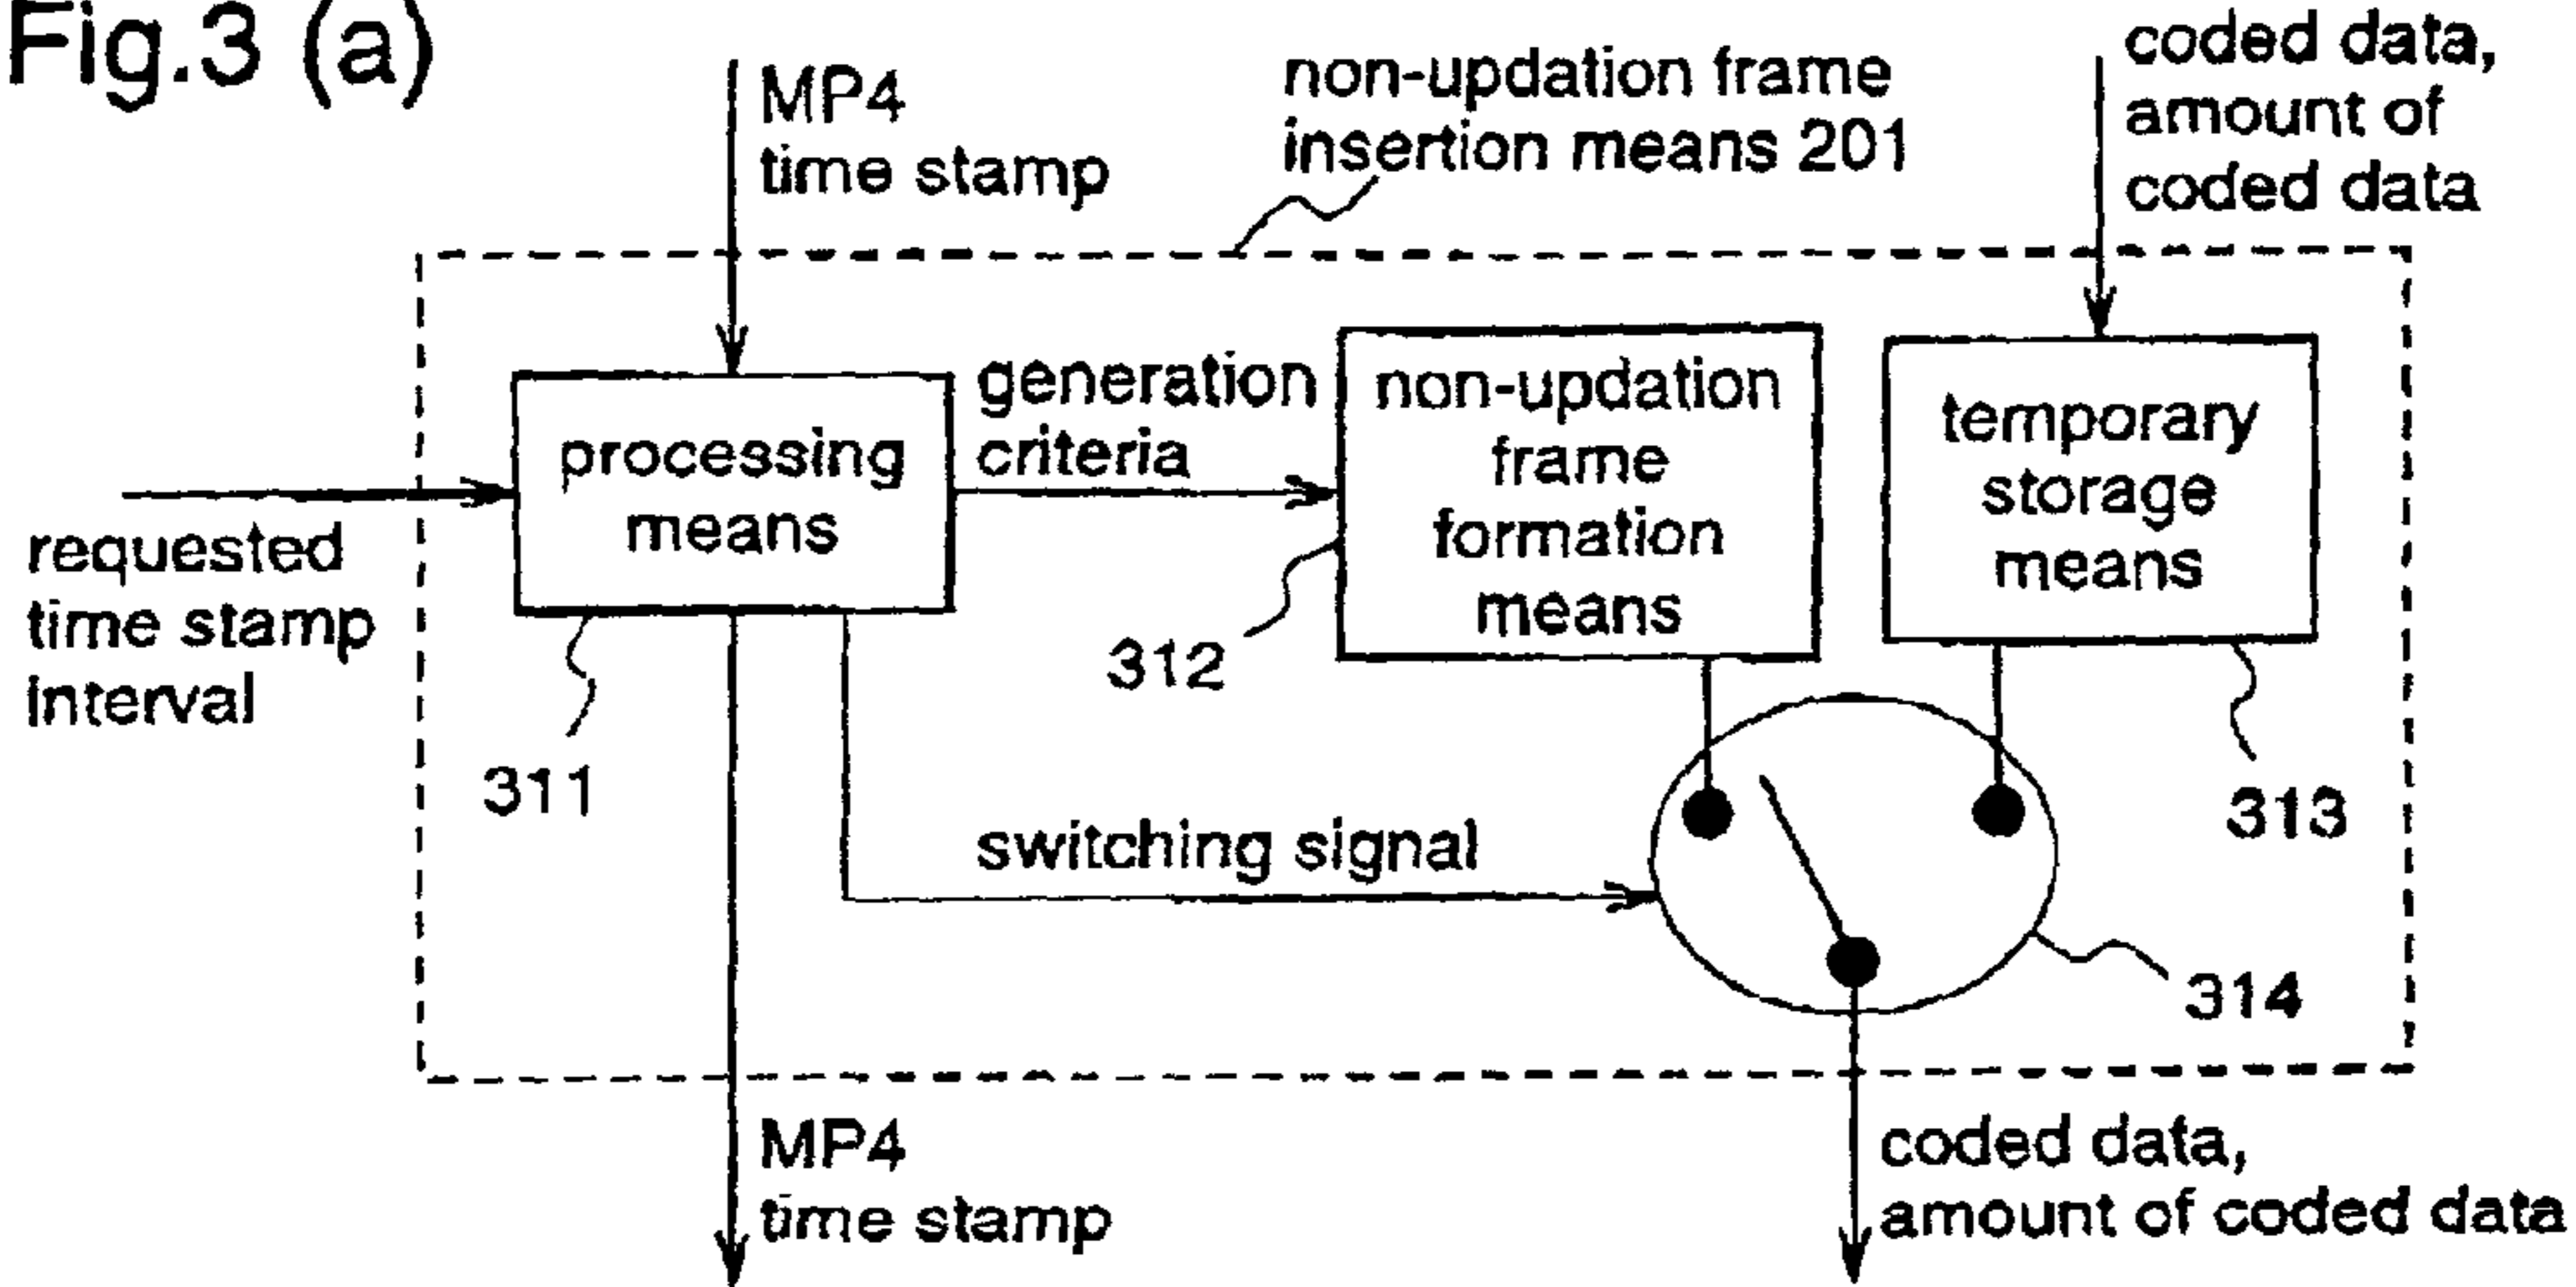 Fig.3 (a)
MP4
time stamp
non-updation frame
insertion means 201
coded data,
amount of
coded data
requested
time stamp
interval
processing
means
311
generation
criteria
non-updation
frame
formation
means
312
temporary
storage
means
313
switching signal
314
MP4
time stamp
coded data,
amount of coded data